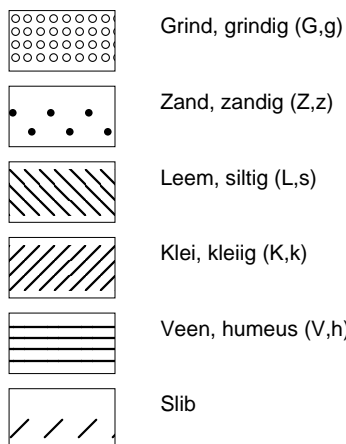 Grind, grindig (G,g)
Zand, zandig (Z,z)
Leem, siltig (L,s)
Klei, kleiig (K,k)
Veen, humeus (V,h)
Slib